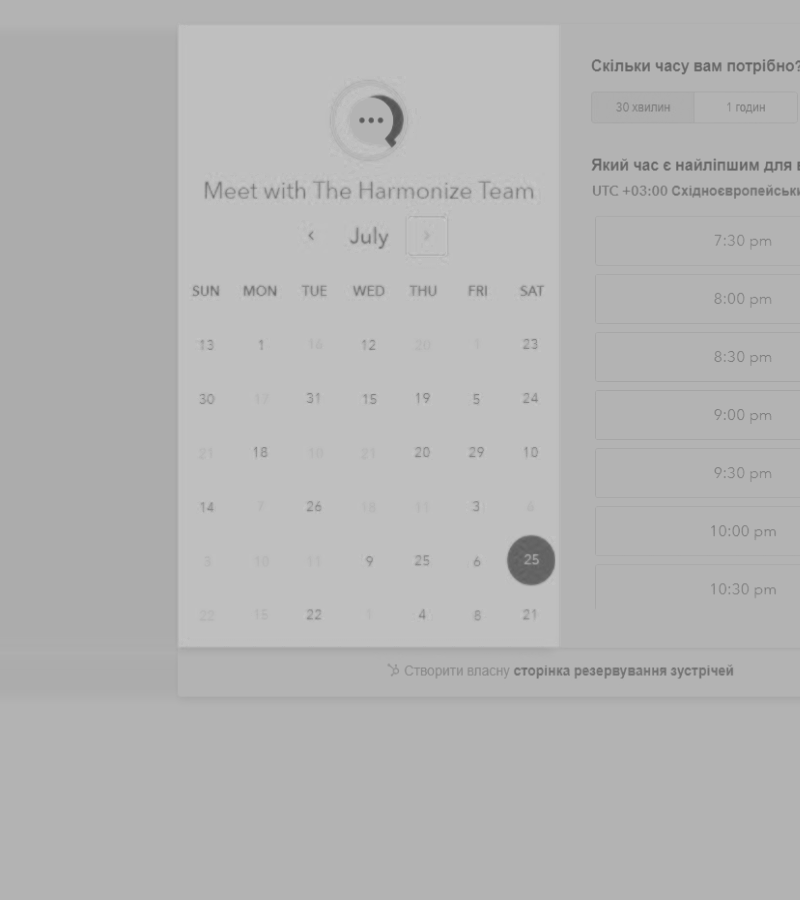 Meet with The Harmonize Team
July
SUN MON TUE WED THU FRI SAT
13 1 16 12 20 1 23
30 17 31 15 19 5 24
21 18 10 21 20 29 10
14 7 26 18 11 3 6
3 10 11 9 25 6 25
22 15 22 1 4 8 21
Скільки часу вам потрібно?
30 хвилин 1 годин
Який час є найліпшим для
UTC +03:00 Східноєвропейськи
7:30 pm
8:00 pm
8:30 pm
9:00 pm
9:30 pm
10:00 pm
10:30 pm
Створити власну сторінка резервування зустрічей